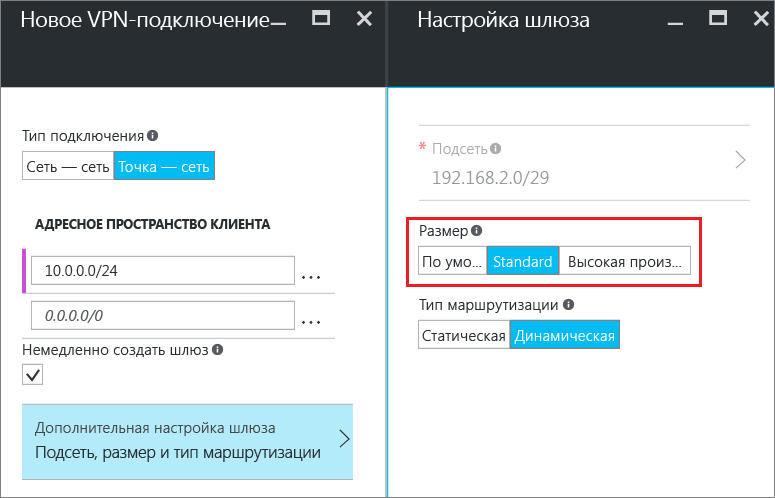 Новое VPN-подключение
Тип подключения
Сеть — сеть
Точка — сеть
АДРЕСНОЕ ПРОСТРАНСТВО КЛИЕНТА
10.0.0.0/24
...
0.0.0.0/0
...
Немедленно создать шлюз
Дополнительная настройка шлюза
Подсеть, размер и тип маршрутизации
Настройка шлюза
* Подсеть
192.168.2.0/29
Размер
По умо...
Standard
Высокая произ...
Тип маршрутизации
Статическая
Динамическая